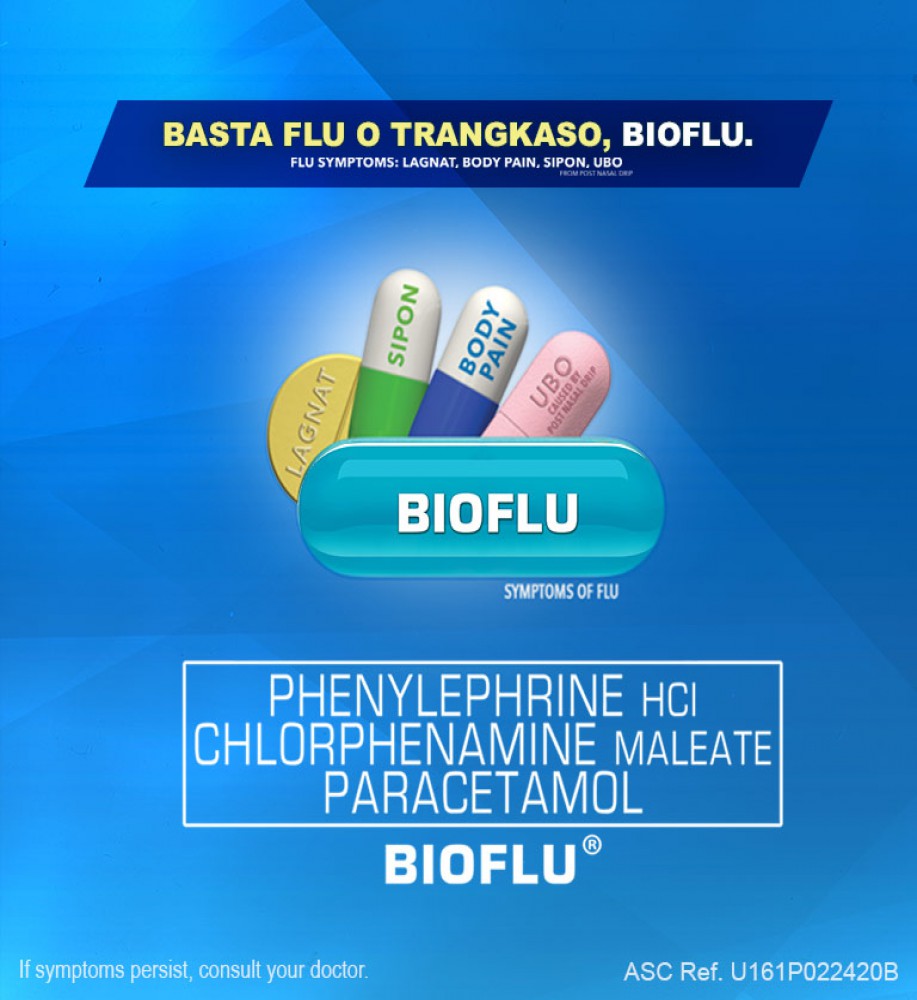 BASTA FLU O TRANGKASO, BIOFLU.
FLU SYMPTOMS: LAGNAT, BODY PAIN, SIPON, UBO
FROM POST NASAL DRIP
LAGNAT
SIPON
BODY
PAIN
UBO
CAUSED BY
POST NASAL DRIP
BIOFLU
SYMPTOMS OF FLU
PHENYLEPHRINE HCl
CHLORPHENAMINE MALEATE
PARACETAMOL
BIOFLU®
If symptoms persist, consult your doctor.
ASC Ref. U161P022420B